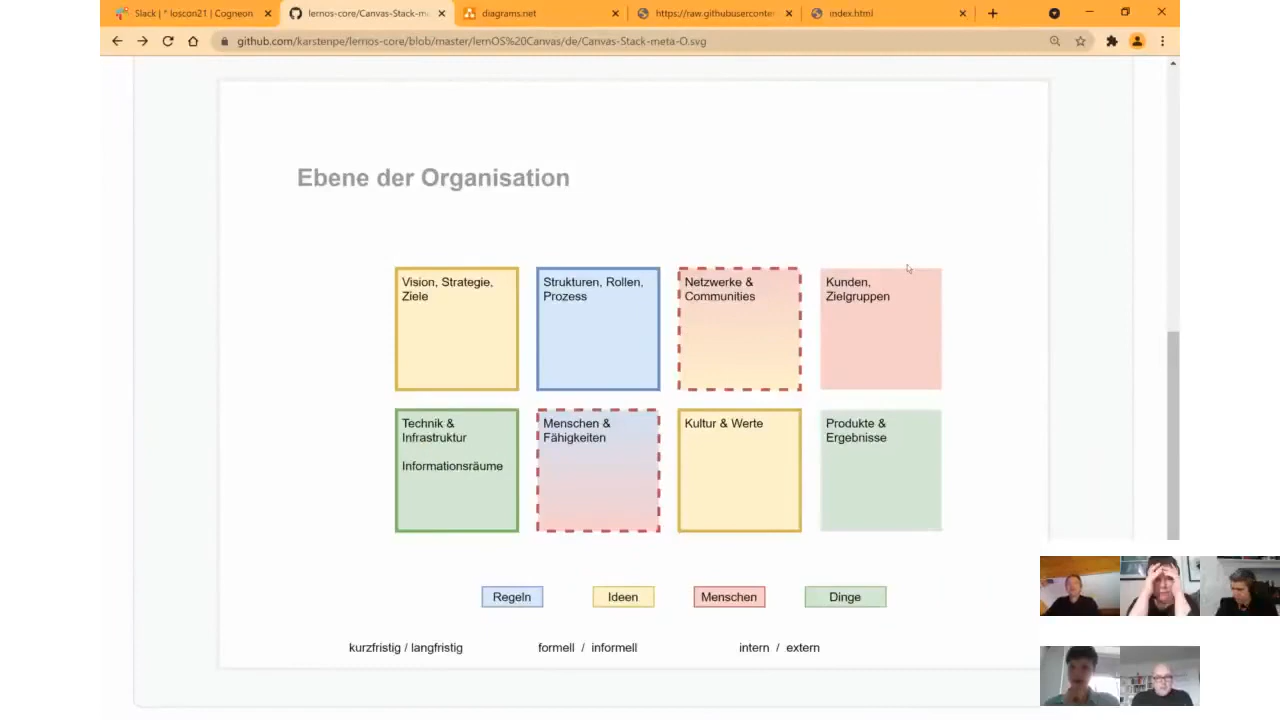 Slack | * loscon21 | Cogneon
lernos-core/Canvas-Stack-m
diagrams.net
https://raw.githubuserconte
index.html
github.com/karstenpe/lernos-core/blob/master/lernOS%20Canvas/de/Canvas-Stack-meta-O.svg
Ebene der Organisation
Vision, Strategie,
Ziele
Strukturen, Rollen,
Prozess
Netzwerke &
Communities
Kunden,
Zielgruppen
Technik &
Infrastruktur
Informationsräume
Menschen &
Fähigkeiten
Kultur & Werte
Produkte &
Ergebnisse
Regeln
Ideen
Menschen
Dinge
kurzfristig / langfristig
formell / informell
intern / extern